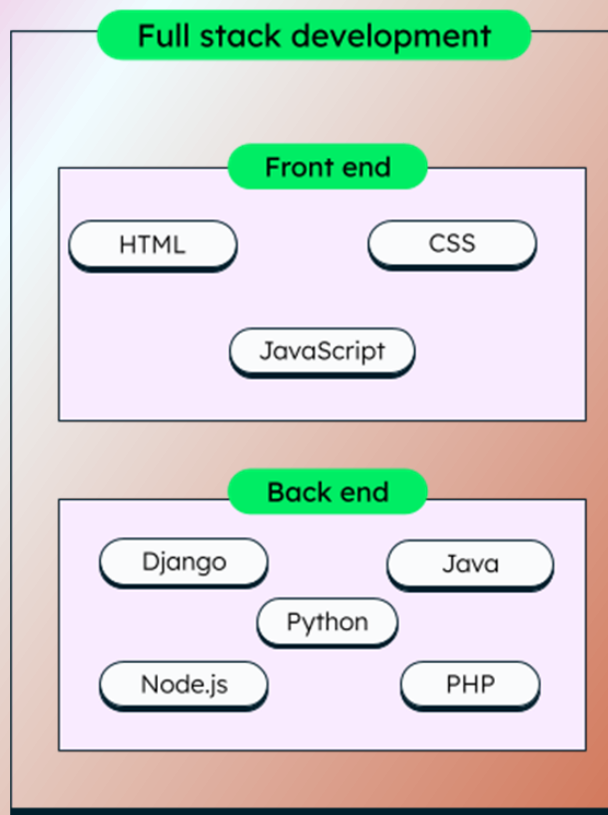 Full stack development
Front end
HTML
CSS
JavaScript
Back end
Django
Java
Python
Node.js
PHP